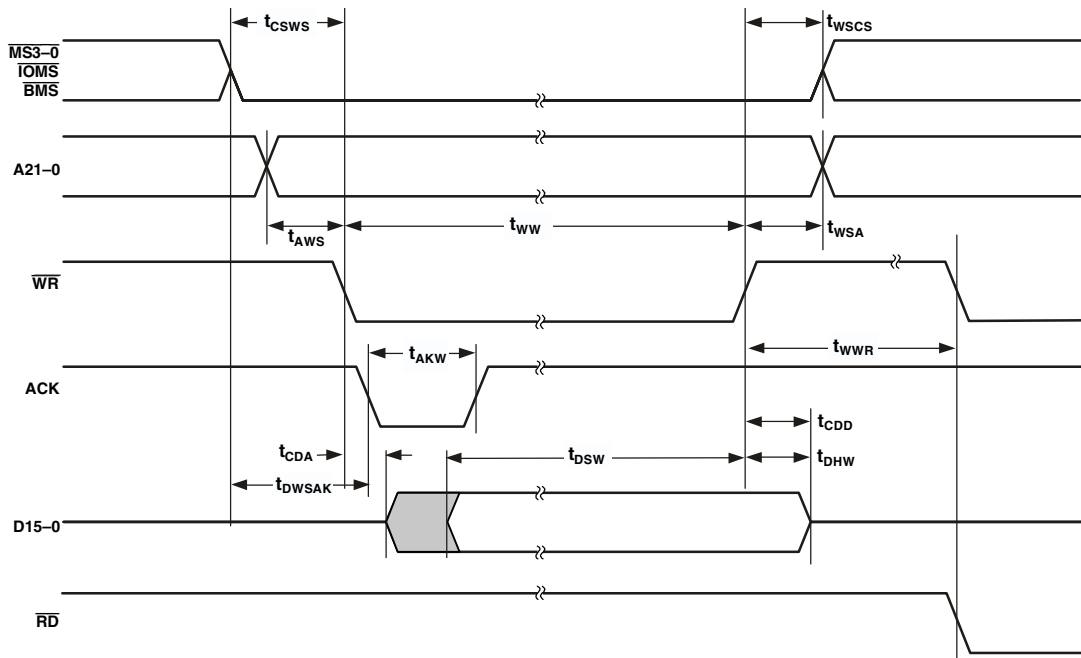 tCSWS
tWSCS
MS3–0
IOMS
BMS
A21–0
tAWS
tWW
tWSA
WR
tAKW
tWWR
ACK
tCDD
tCDA
tDSW
tDHW
tDWSAK
D15–0
RD